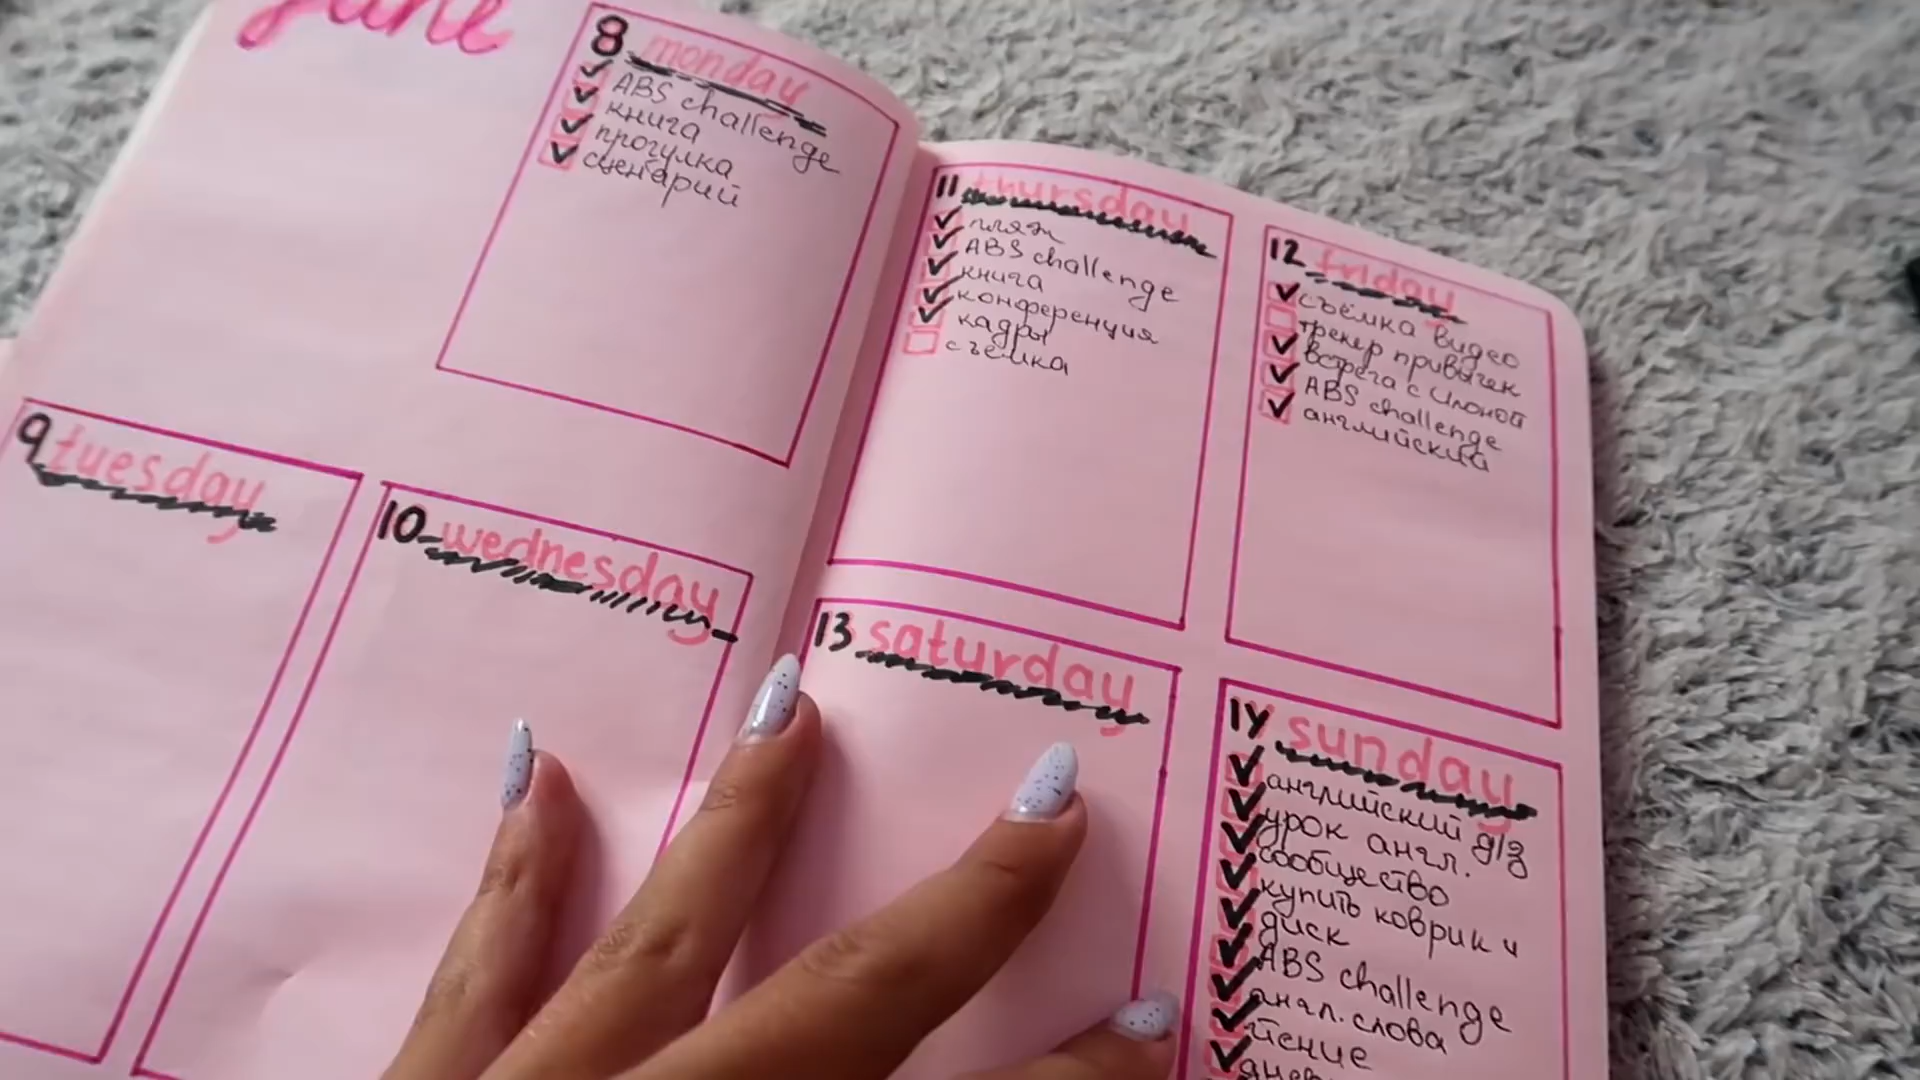 June
8 monday
ABS challenge
книга
прогулка
сценарий
9 tuesday
10 wednesday
11 thursday
пляж
ABS challenge
книга
конференция
кадры
съёмка
12 friday
съёмка видео
трекер привычек
встреча с Илоной
ABS challenge
английский
13 saturday
14 sunday
английский д/з
урок англ.
сообщество
купить коврик и
диск
ABS challenge
англ. слова
чтение